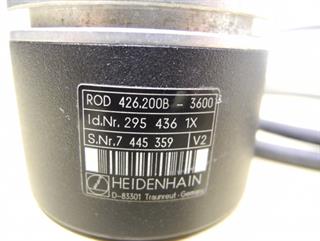 ROD 426.200B - 3600
Id.Nr. 295 436 1X
S.Nr.7 445 359 V2
HEIDENHAIN
D-83301 Traunreut-Germany